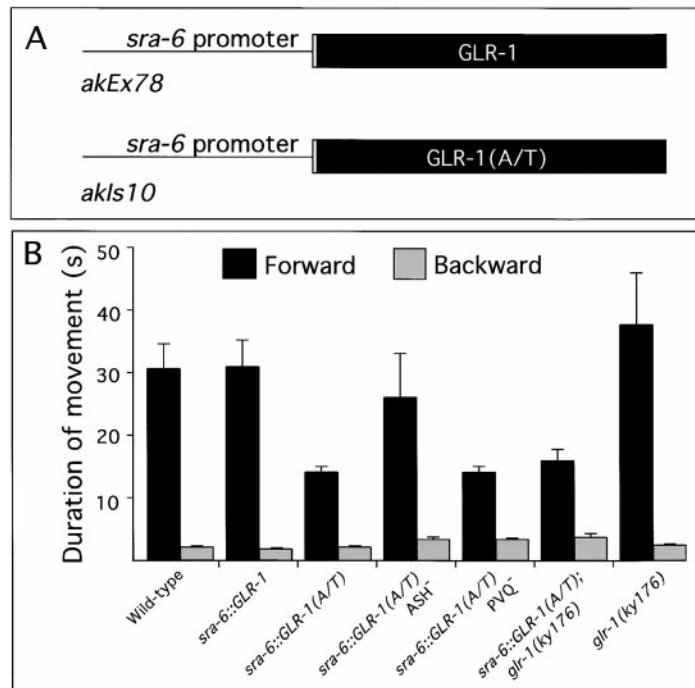 A
sra-6 promoter
GLR-1
akEx78
sra-6 promoter
GLR-1(A/T)
akIs10
B
Forward
Backward
Duration of movement (s)
50
40
30
20
10
Wild-type
sra-6::GLR-1
sra-6::GLR-1(A/T)
sra-6::GLR-1(A/T)
ASH-
sra-6::GLR-1(A/T)
PVQ-
sra-6::GLR-1(A/T);
glr-1(ky176)
glr-1(ky176)